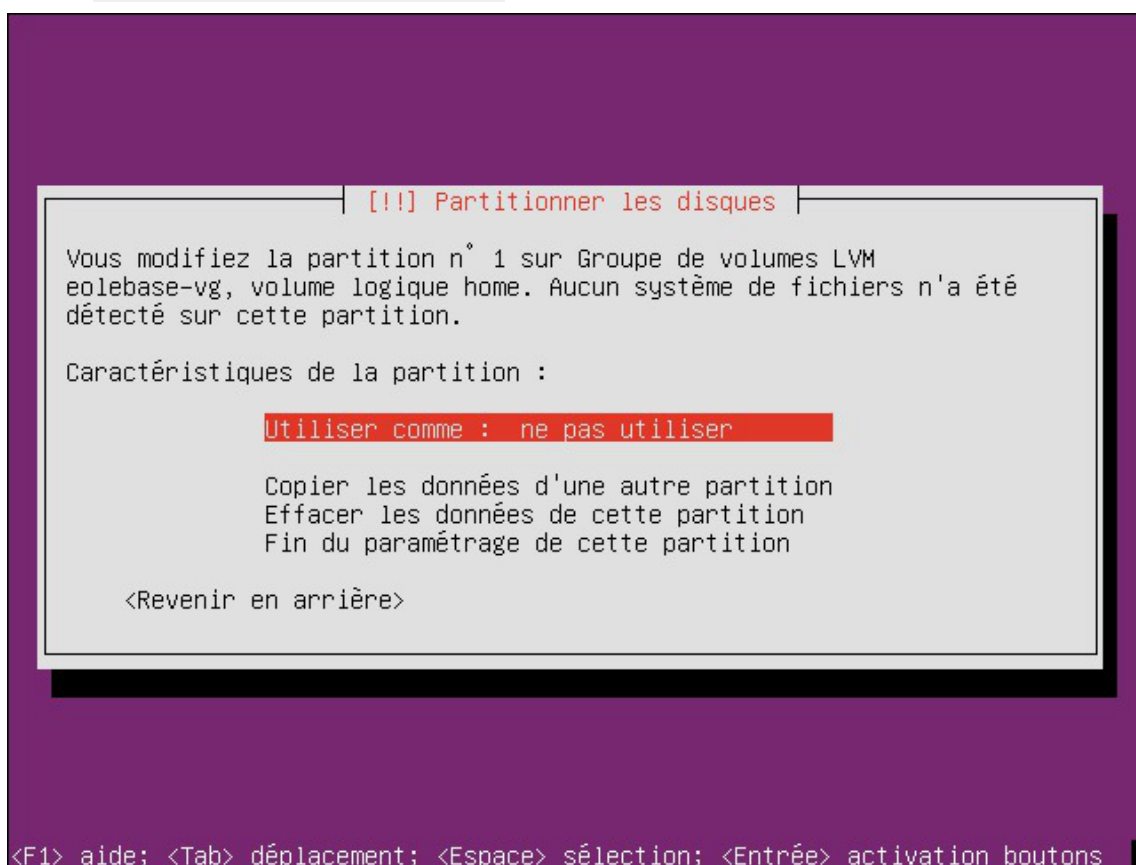 [!!] Partitionner les disques
Vous modifiez la partition n° 1 sur Groupe de volumes LVM
eolebase-vg, volume logique home. Aucun système de fichiers n'a été
détecté sur cette partition.
Caractéristiques de la partition :
Utiliser comme : ne pas utiliser
Copier les données d'une autre partition
Effacer les données de cette partition
Fin du paramétrage de cette partition
<Revenir en arrière>
<F1> aide; <Tab> déplacement; <Espace> sélection; <Entrée> activation boutons